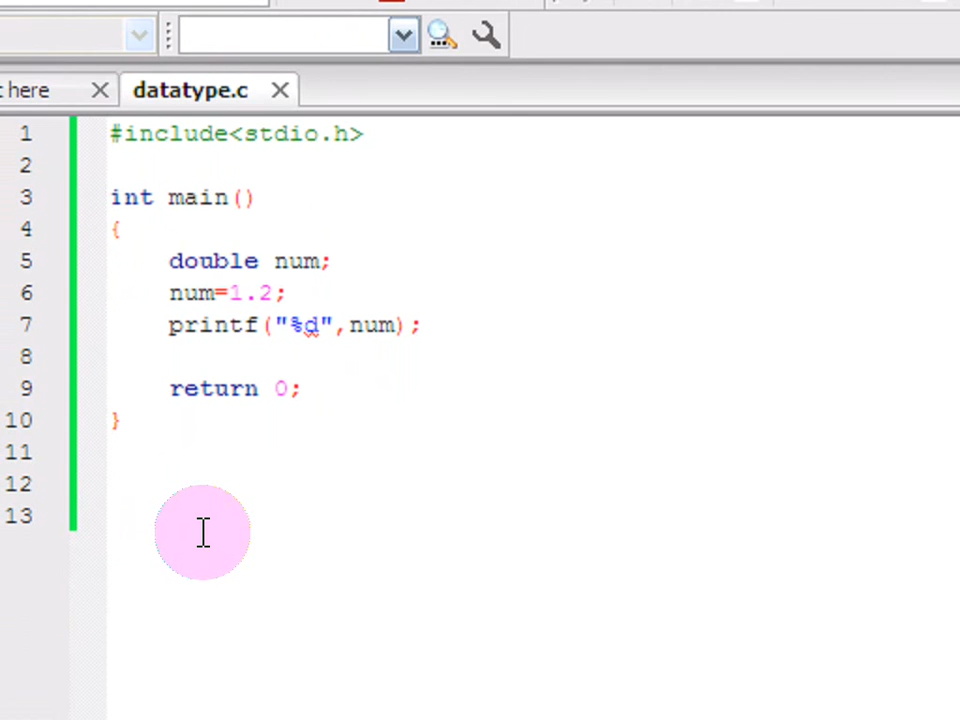 t here
datatype.c
1 #include<stdio.h>
2
3 int main()
4 {
5 double num;
6 num=1.2;
7 printf("%d",num);
8
9 return 0;
10 }
11
12
13